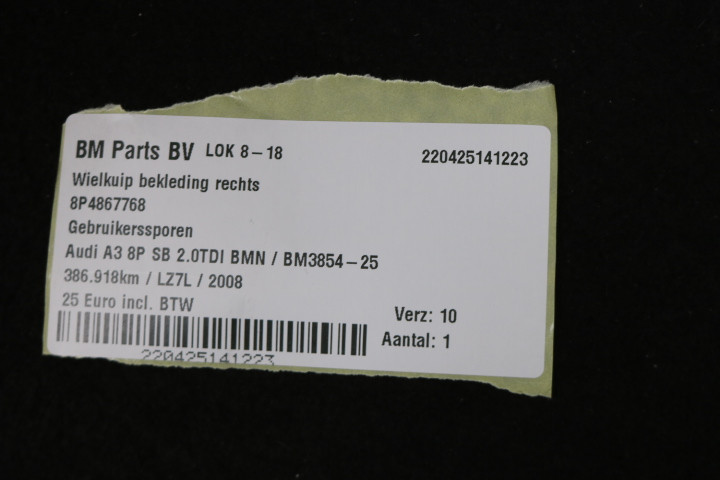 BM Parts BV LOK 8-18 220425141223
Wielkuip bekleding rechts
8P4867768
Gebruikerssporen
Audi A3 8P SB 2.0TDI BMN / BM3854-25
386.918km / LZ7L / 2008
25 Euro incl. BTW
Verz: 10
Aantal: 1
220425141223